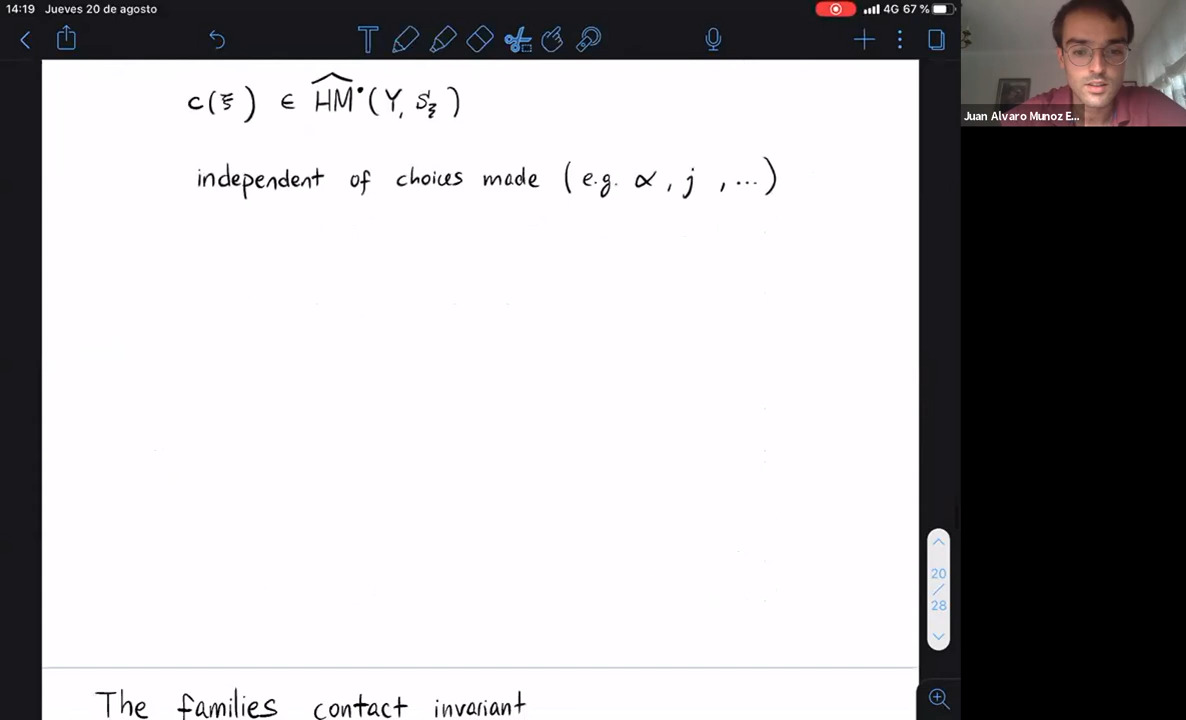 14:19 Jueves 20 de agosto
4G 67 %
c(ξ) ∈ \widehat{HM}^•(Y, S_ξ)
independent of choices made (e.g. α, j, ...)
20
/
28
The families contact invariant
Juan Alvaro Munoz E...